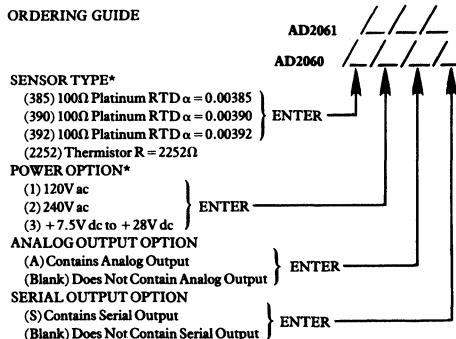 ORDERING GUIDE
AD2061
AD2060
SENSOR TYPE*
(385) 100Ω Platinum RTD α = 0.00385
(390) 100Ω Platinum RTD α = 0.00390
(392) 100Ω Platinum RTD α = 0.00392
ENTER
(2252) Thermistor R = 2252Ω
POWER OPTION*
(1) 120V ac
(2) 240V ac
(3) +7.5V dc to +28V dc
ENTER
ANALOG OUTPUT OPTION
(A) Contains Analog Output
(Blank) Does Not Contain Analog Output
ENTER
SERIAL OUTPUT OPTION
(S) Contains Serial Output
(Blank) Does Not Contain Serial Output
ENTER